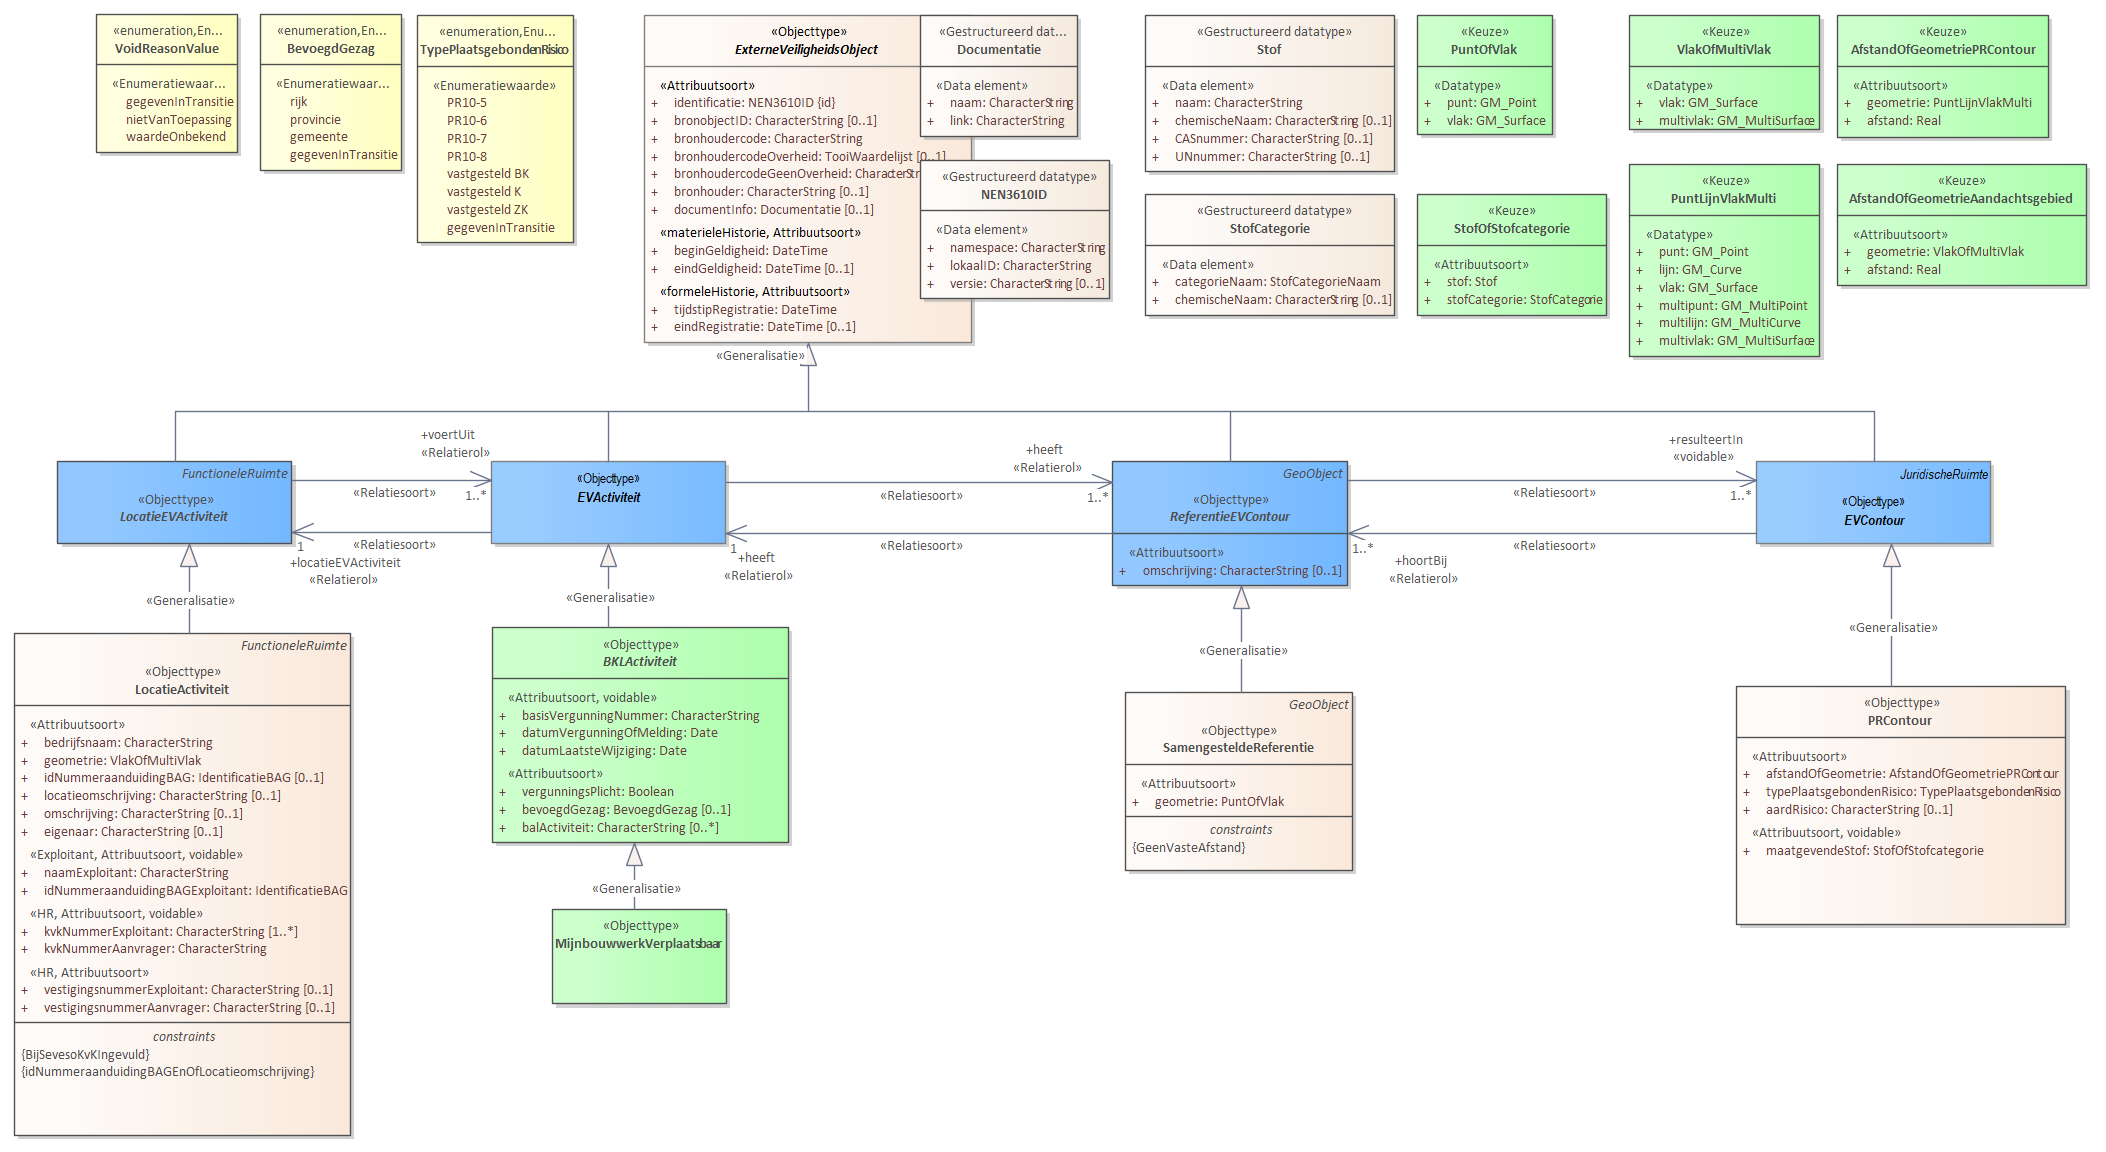 «enumeration,En...
VoidReasonValue
«Enumeratiewaar...
gegevenInTransitie
nietVanToepassing
waardeOnbekend
«enumeration,En...
BevoegdGezag
«Enumeratiewaar...
rijk
provincie
gemeente
gegevenInTransitie
«enumeration,Enu...
TypePlaatsgebondenRisico
«Enumeratiewaarde»
PR10-5
PR10-6
PR10-7
PR10-8
vastgesteld BK
vastgesteld K
vastgesteld ZK
gegevenInTransitie
«Objecttype»
ExterneVeiligheidsObject
«Attribuutsoort»
+ identificatie: NEN3610ID {id}
+ bronobjectID: CharacterString [0..1]
+ bronhoudercode: CharacterString
+ bronhoudercodeOverheid: TooiWaardelijst [0..1]
+ bronhoudercodeGeenOverheid: CharacterStr
+ bronhouder: CharacterString [0..1]
+ documentInfo: Documentatie [0..1]
«materieleHistorie, Attribuutsoort»
+ beginGeldigheid: DateTime
+ eindGeldigheid: DateTime [0..1]
«formeleHistorie, Attribuutsoort»
+ tijdstipRegistratie: DateTime
+ eindRegistratie: DateTime [0..1]
«Gestructureerd dat...
Documentatie
«Data element»
+ naam: CharacterString
+ link: CharacterString
«Gestructureerd datatype»
NEN3610ID
«Data element»
+ namespace: CharacterString
+ lokaalID: CharacterString
+ versie: CharacterString [0..1]
«Gestructureerd datatype»
Stof
«Data element»
+ naam: CharacterString
+ chemischeNaam: CharacterString [0..1]
+ CASnummer: CharacterString [0..1]
+ UNnummer: CharacterString [0..1]
«Gestructureerd datatype»
StofCategorie
«Data element»
+ categorieNaam: StofCategorieNaam
+ chemischeNaam: CharacterString [0..1]
«Keuze»
PuntOfVlak
«Datatype»
+ punt: GM_Point
+ vlak: GM_Surface
«Keuze»
StofOfStofcategorie
«Attribuutsoort»
+ stof: Stof
+ stofCategorie: StofCategorie
«Keuze»
VlakOfMultiVlak
«Datatype»
+ vlak: GM_Surface
+ multivlak: GM_MultiSurface
«Keuze»
PuntLijnVlakMulti
«Datatype»
+ punt: GM_Point
+ lijn: GM_Curve
+ vlak: GM_Surface
+ multipunt: GM_MultiPoint
+ multilijn: GM_MultiCurve
+ multivlak: GM_MultiSurface
«Keuze»
AfstandOfGeometriePRContour
«Attribuutsoort»
+ geometrie: PuntLijnVlakMulti
+ afstand: Real
«Keuze»
AfstandOfGeometrieAandachtsgebied
«Attribuutsoort»
+ geometrie: VlakOfMultiVlak
+ afstand: Real
«Generalisatie»
FunctioneleRuimte
«Objecttype»
LocatieEVActiviteit
+voertUit
«Relatierol»
«Relatiesoort»
1..*
«Relatiesoort»
1
+locatieEVActiviteit
«Relatierol»
«Objecttype»
EVActiviteit
+heeft
«Relatierol»
«Relatiesoort»
1..*
«Relatiesoort»
1
+heeft
«Relatierol»
GeoObject
«Objecttype»
ReferentieEVContour
«Attribuutsoort»
+ omschrijving: CharacterString [0..1]
+resulteertIn
«voidable»
«Relatiesoort»
1..*
«Relatiesoort»
1..*
+hoortBij
«Relatierol»
JuridischeRuimte
«Objecttype»
EVContour
«Generalisatie»
FunctioneleRuimte
«Objecttype»
LocatieActiviteit
«Attribuutsoort»
+ bedrijfsnaam: CharacterString
+ geometrie: VlakOfMultiVlak
+ idNummeraanduidingBAG: IdentificatieBAG [0..1]
+ locatieomschrijving: CharacterString [0..1]
+ omschrijving: CharacterString [0..1]
+ eigenaar: CharacterString [0..1]
«Exploitant, Attribuutsoort, voidable»
+ naamExploitant: CharacterString
+ idNummeraanduidingBAGExploitant: IdentificatieBAG
«HR, Attribuutsoort, voidable»
+ kvkNummerExploitant: CharacterString [1..*]
+ kvkNummerAanvrager: CharacterString
«HR, Attribuutsoort»
+ vestigingsnummerExploitant: CharacterString [0..1]
+ vestigingsnummerAanvrager: CharacterString [0..1]
constraints
{BijSevesoKvKIngevuld}
{idNummeraanduidingBAGEnOfLocatieomschrijving}
«Generalisatie»
«Objecttype»
BKLActiviteit
«Attribuutsoort, voidable»
+ basisVergunningNummer: CharacterString
+ datumVergunningOfMelding: Date
+ datumLaatsteWijziging: Date
«Attribuutsoort»
+ vergunningsPlicht: Boolean
+ bevoegdGezag: BevoegdGezag [0..1]
+ balActiviteit: CharacterString [0..*]
«Generalisatie»
«Objecttype»
MijnbouwwerkVerplaatsbaar
«Generalisatie»
GeoObject
«Objecttype»
SamengesteldeReferentie
«Attribuutsoort»
+ geometrie: PuntOfVlak
constraints
{GeenVasteAfstand}
«Generalisatie»
«Objecttype»
PRContour
«Attribuutsoort»
+ afstandOfGeometrie: AfstandOfGeometriePRContour
+ typePlaatsgebondenRisico: TypePlaatsgebondenRisico
+ aardRisico: CharacterString [0..1]
«Attribuutsoort, voidable»
+ maatgevendeStof: StofOfStofcategorie